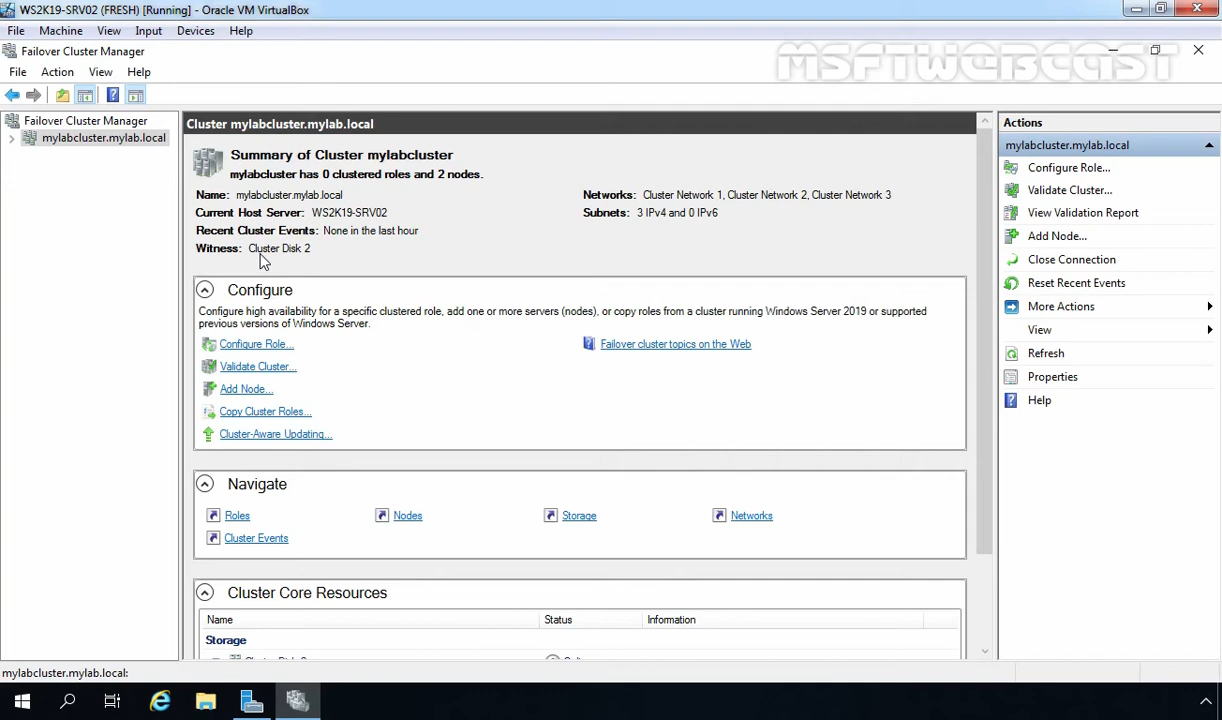 WS2K19-SRV02 (FRESH) [Running] - Oracle VM VirtualBox
File Machine View Input Devices Help
Failover Cluster Manager
MSFTWEBCAST
File Action View Help
Failover Cluster Manager
mylabcluster.mylab.local
Cluster mylabcluster.mylab.local
Summary of Cluster mylabcluster
mylabcluster has 0 clustered roles and 2 nodes.
Name: mylabcluster.mylab.local
Networks: Cluster Network 1, Cluster Network 2, Cluster Network 3
Current Host Server: WS2K19-SRV02
Subnets: 3 IPv4 and 0 IPv6
Recent Cluster Events: None in the last hour
Witness: Cluster Disk 2
Configure
Configure high availability for a specific clustered role, add one or more servers (nodes), or copy roles from a cluster running Windows Server 2019 or supported
previous versions of Windows Server.
Configure Role...
Failover cluster topics on the Web
Validate Cluster...
Add Node...
Copy Cluster Roles...
Cluster-Aware Updating...
Navigate
Roles Nodes Storage Networks
Cluster Events
Cluster Core Resources
Name Status Information
Storage
Actions
mylabcluster.mylab.local
Configure Role...
Validate Cluster...
View Validation Report
Add Node...
Close Connection
Reset Recent Events
More Actions
View
Refresh
Properties
Help
mylabcluster.mylab.local: